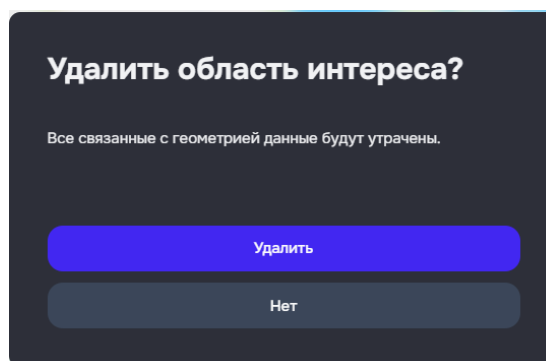 Удалить область интереса?
Все связанные с геометрией данные будут утрачены.
Удалить
Нет